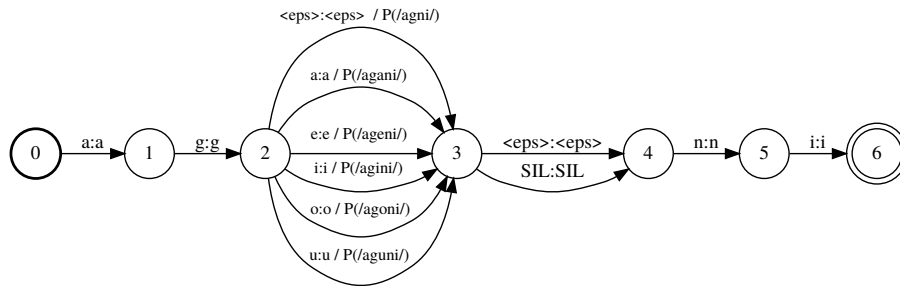 <eps>:<eps> / P(/agni/)
a:a / P(/agani/)
e:e / P(/ageni/)
i:i / P(/agini/)
o:o / P(/agoni/)
u:u / P(/aguni/)
0 a:a 1 g:g 2 3 <eps>:<eps> 4 n:n 5 i:i 6
SIL:SIL